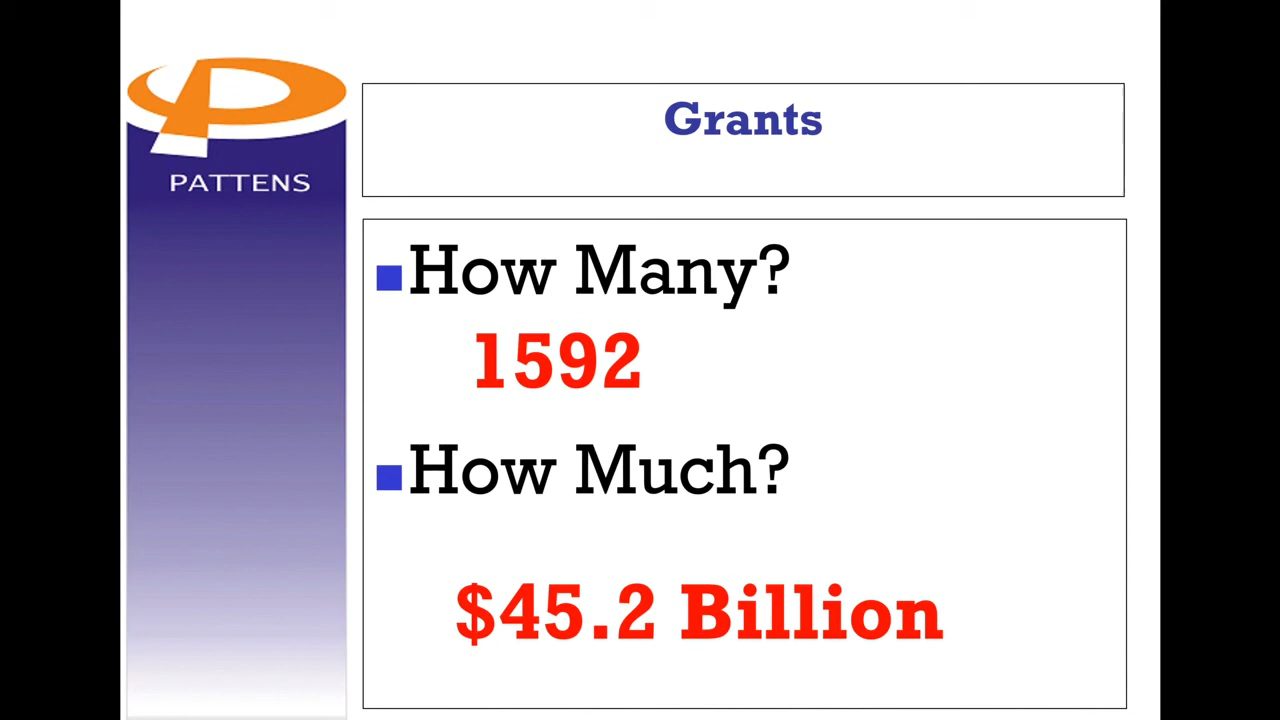 PATTENS
Grants
How Many?
1592
How Much?
$45.2 Billion